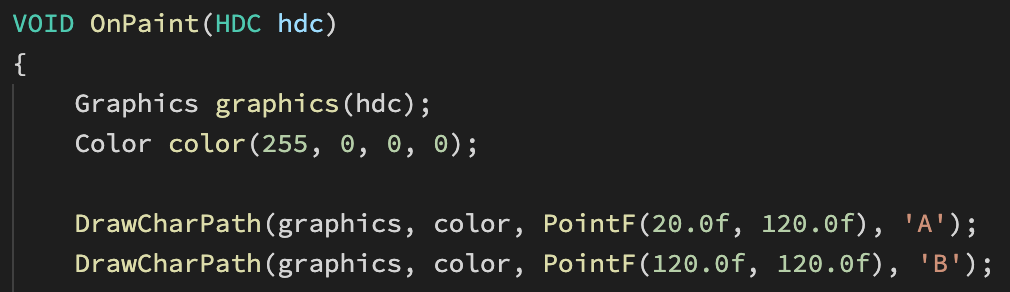 VOID OnPaint(HDC hdc)
{
    Graphics graphics(hdc);
    Color color(255, 0, 0, 0);

    DrawCharPath(graphics, color, PointF(20.0f, 120.0f), 'A');
    DrawCharPath(graphics, color, PointF(120.0f, 120.0f), 'B');